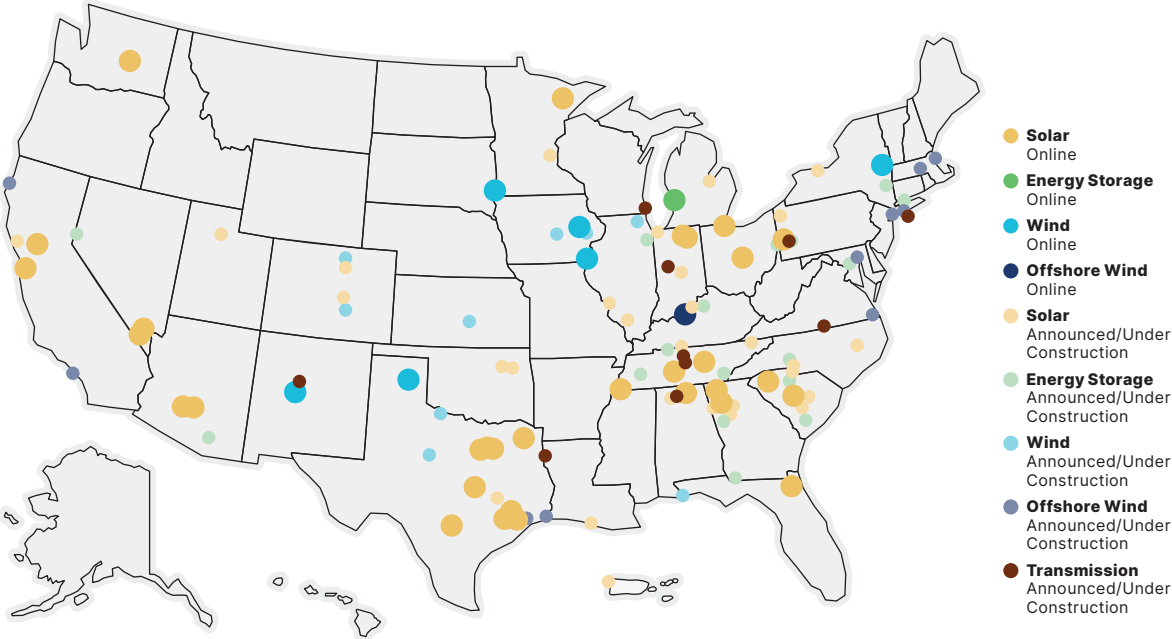 Solar
Online
Energy Storage
Online
Wind
Online
Offshore Wind
Online
Solar
Announced/Under
Construction
Energy Storage
Announced/Under
Construction
Wind
Announced/Under
Construction
Offshore Wind
Announced/Under
Construction
Transmission
Announced/Under
Construction